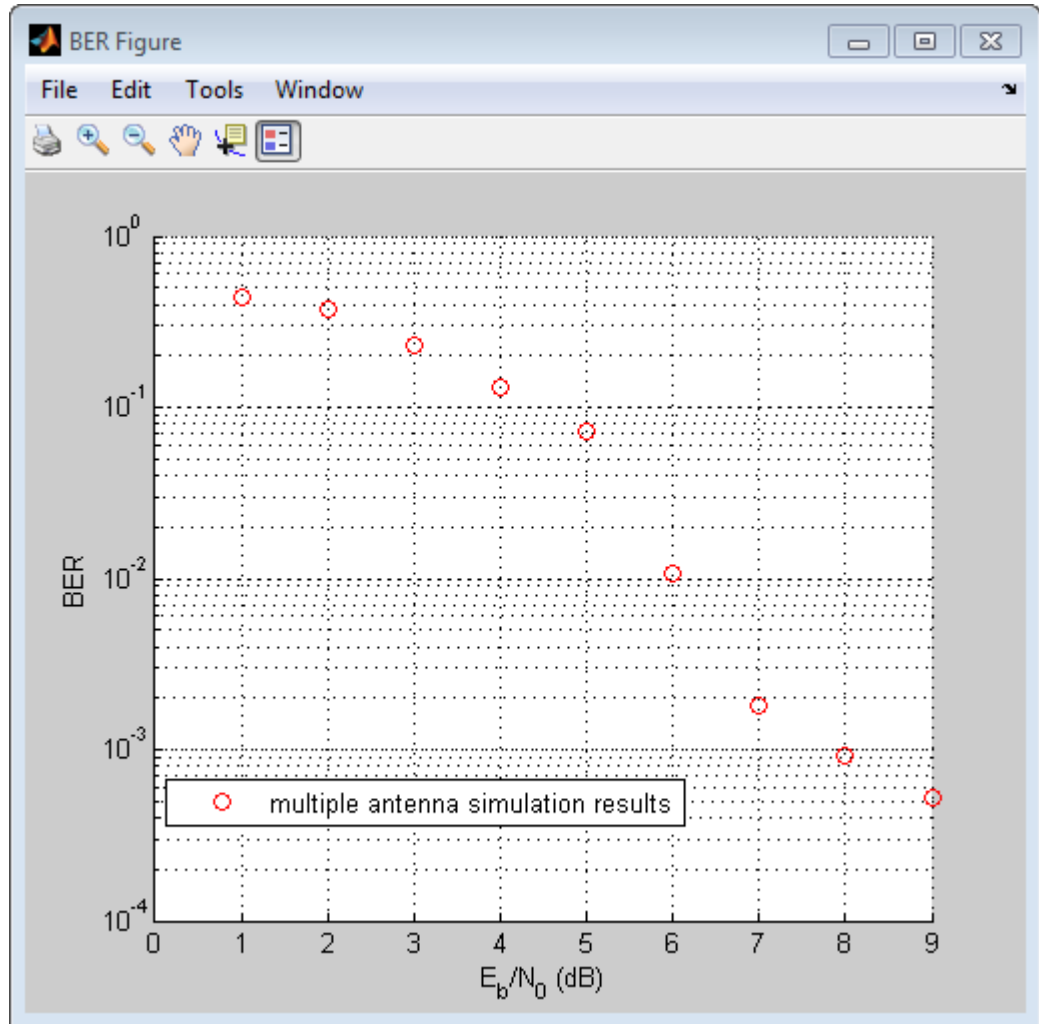 BER Figure
File Edit Tools Window
10^0
10^-1
10^-2
10^-3
10^-4
BER
multiple antenna simulation results
0 1 2 3 4 5 6 7 8 9
E_b/N_0 (dB)